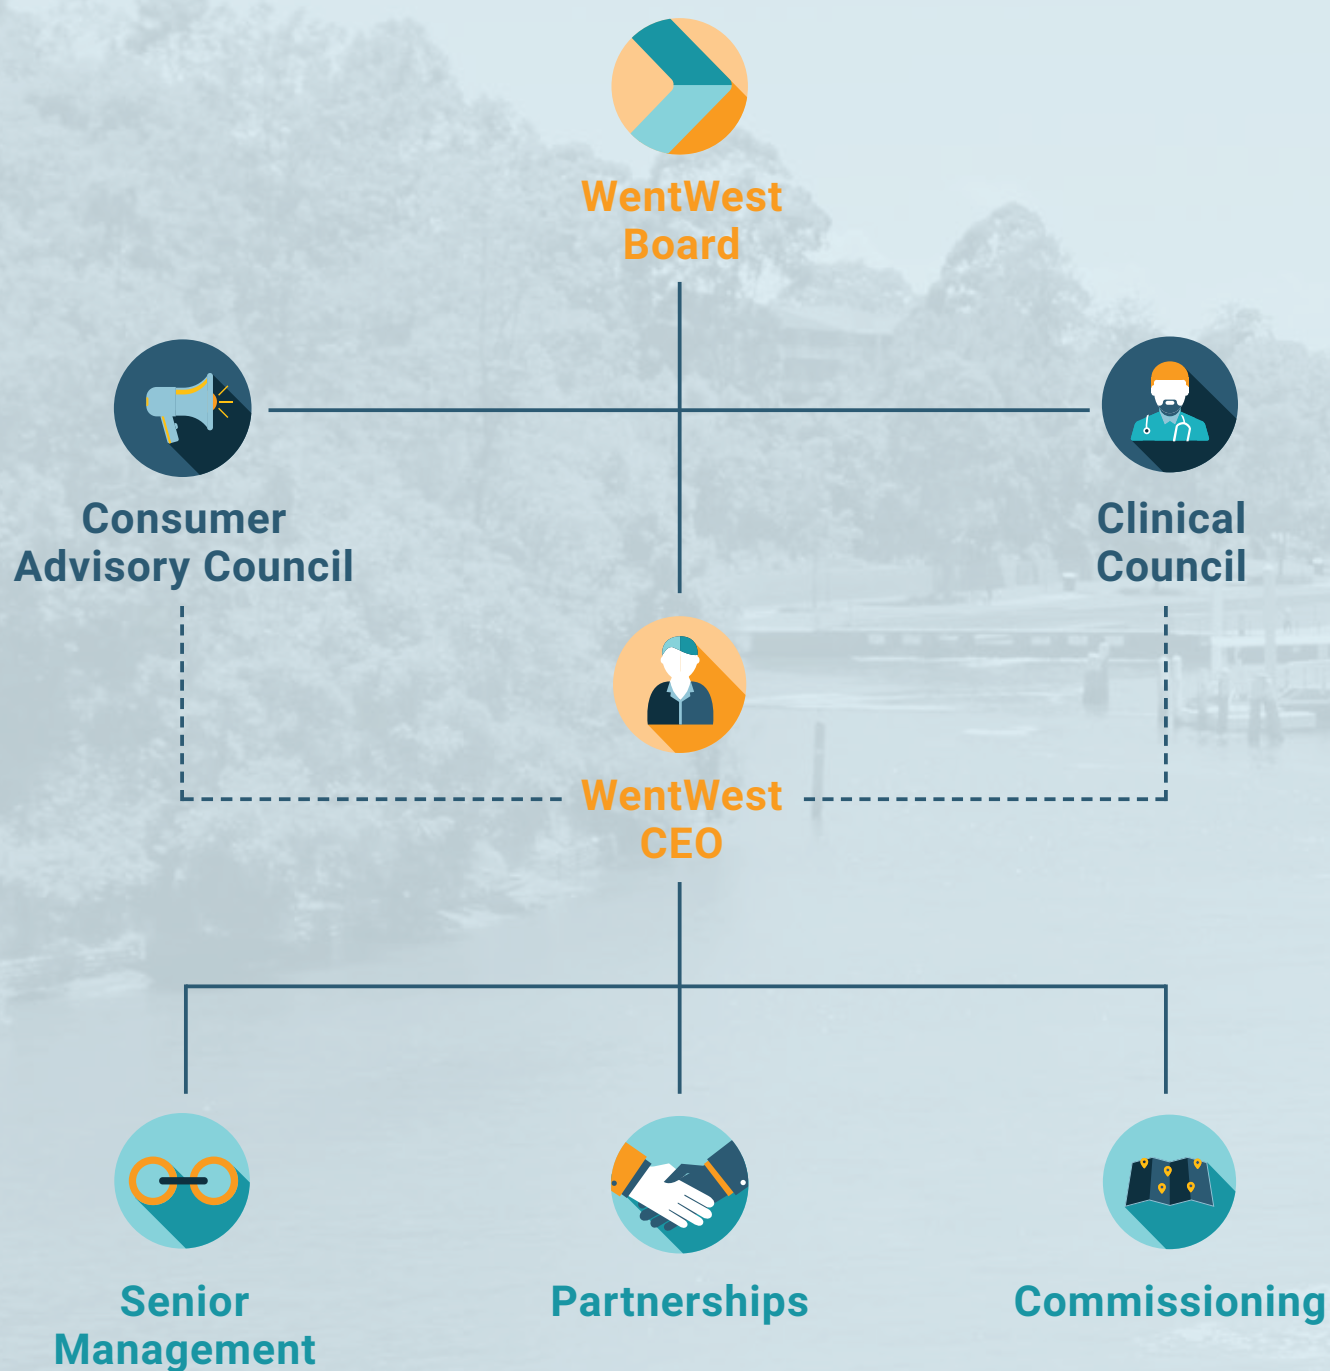 WentWest
Board
Consumer
Advisory Council
Clinical
Council
WentWest
CEO
Senior
Management
Partnerships
Commissioning